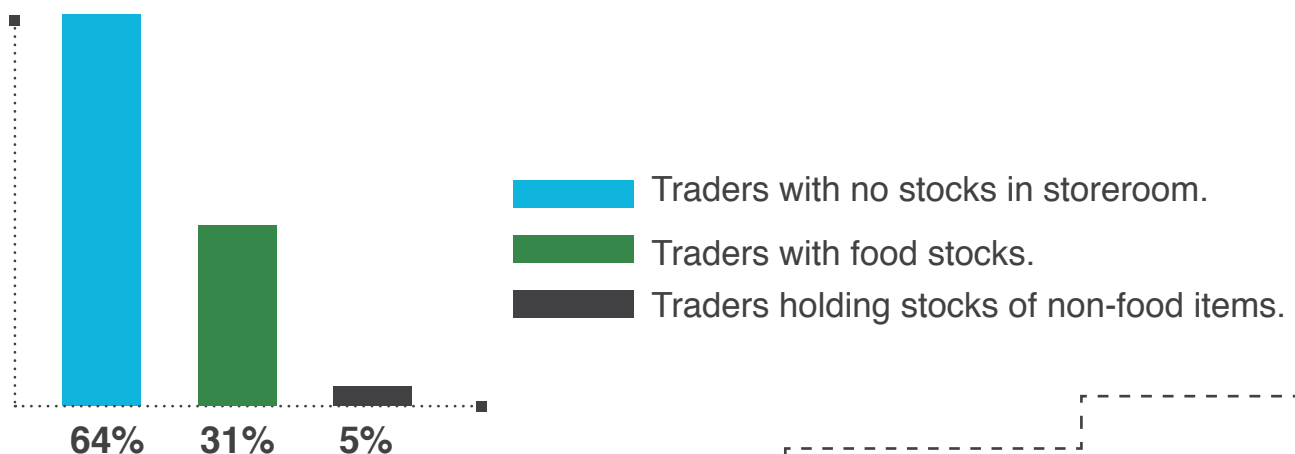 Traders with no stocks in storeroom.
Traders with food stocks.
Traders holding stocks of non-food items.
64% 31% 5%